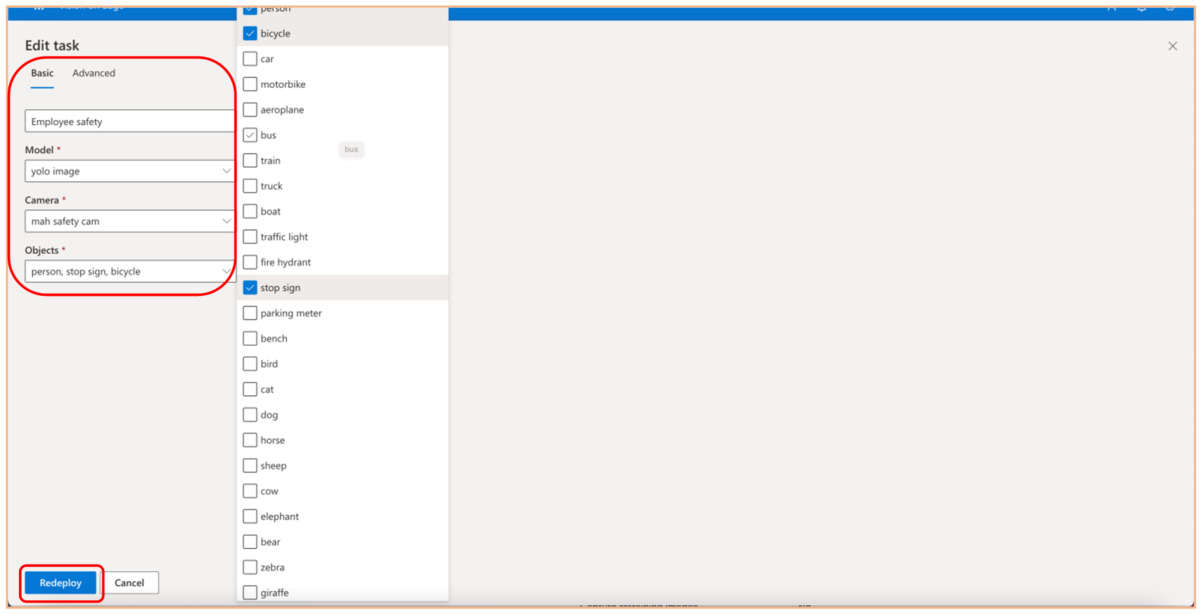 Edit task
Basic Advanced
Employee safety
Model *
yolo image
Camera *
mah safety cam
Objects *
person, stop sign, bicycle
person
bicycle
car
motorbike
aeroplane
bus
bus
train
truck
boat
traffic light
fire hydrant
stop sign
parking meter
bench
bird
cat
dog
horse
sheep
cow
elephant
bear
zebra
giraffe
Redeploy Cancel